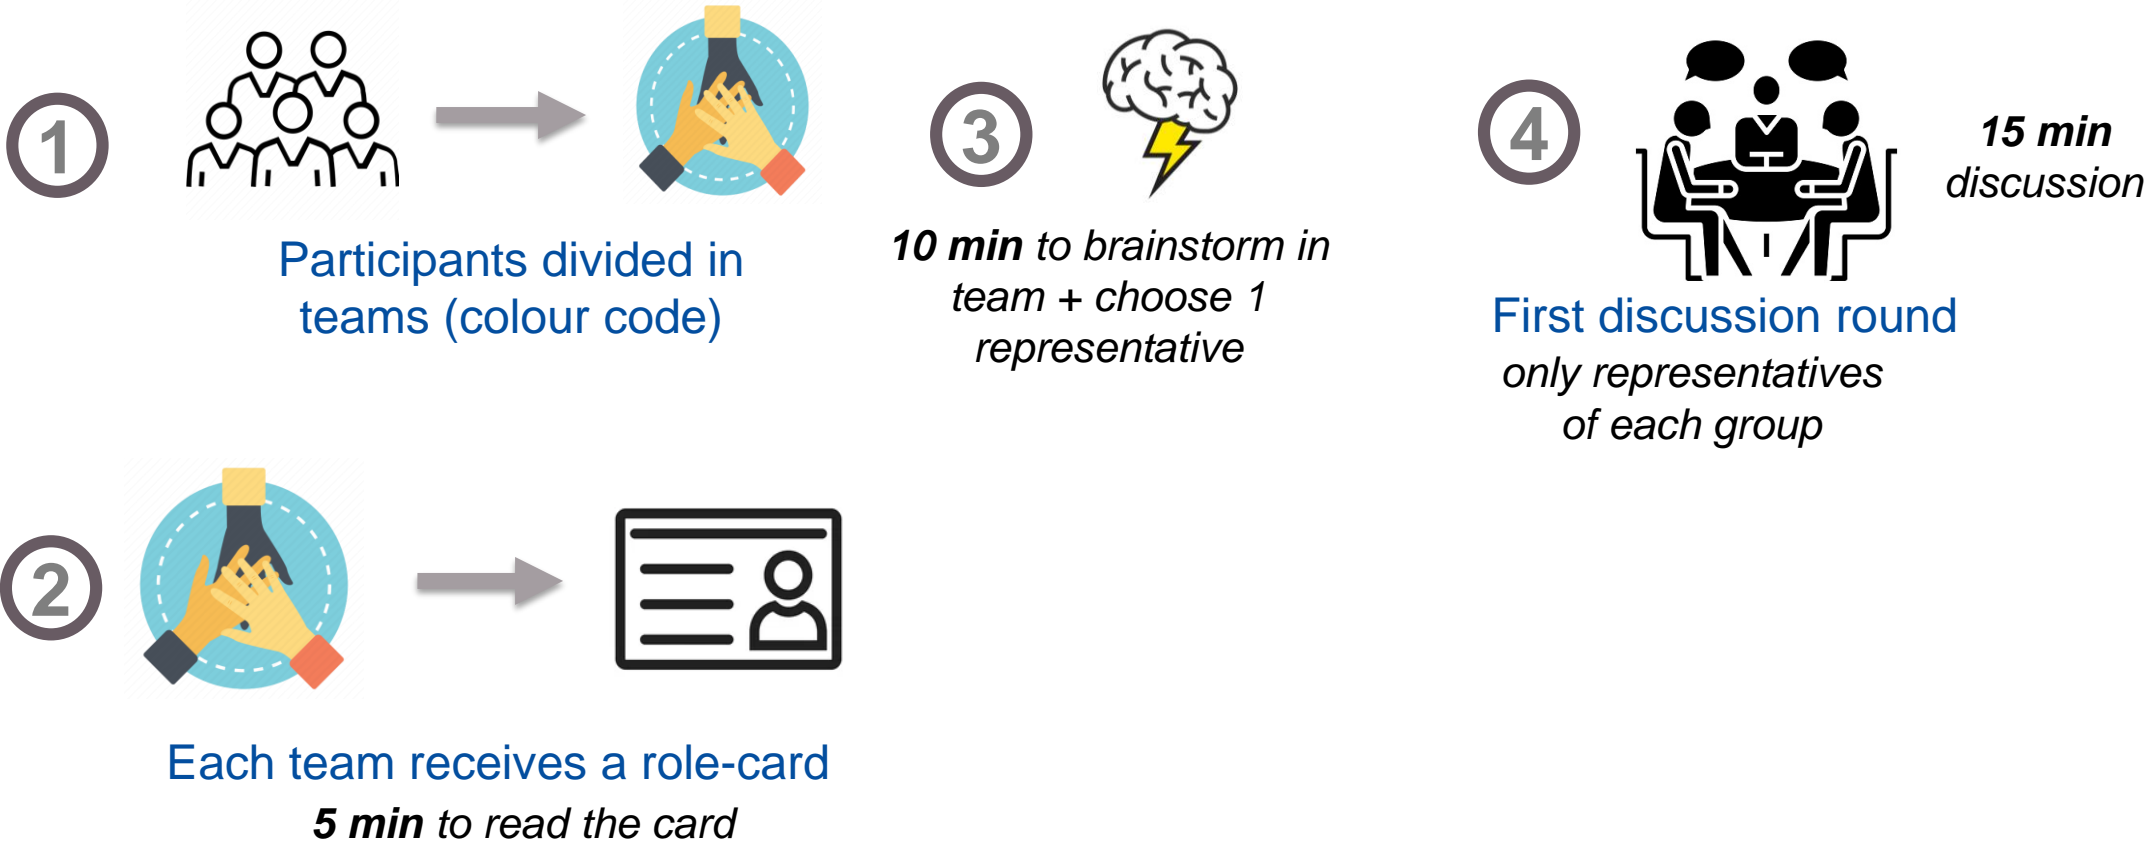 1
Participants divided in
teams (colour code)
2
Each team receives a role-card
5 min to read the card
3
10 min to brainstorm in
team + choose 1
representative
4
15 min
discussion
First discussion round
only representatives
of each group